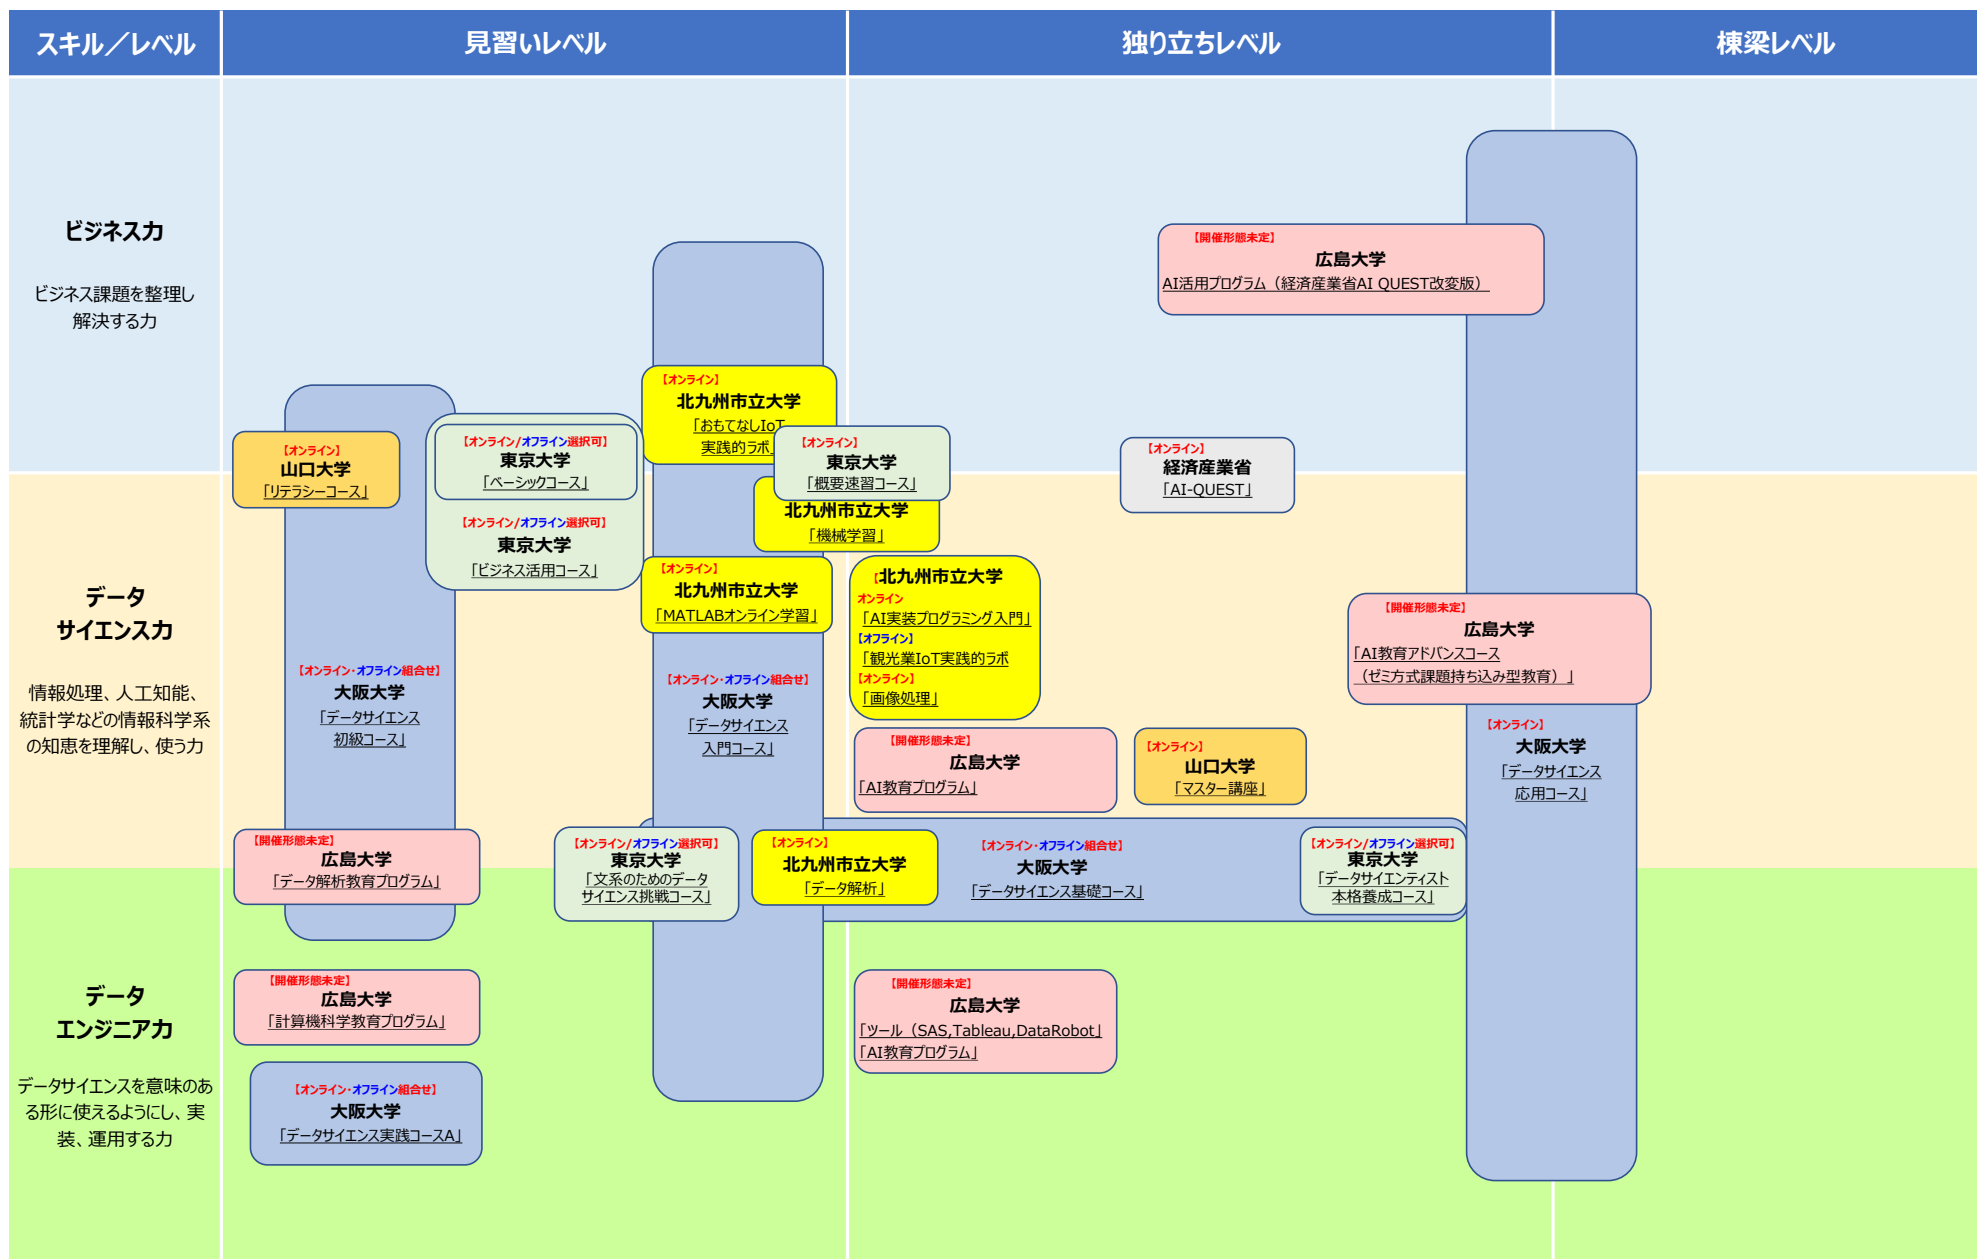 スキル／レベル
見習いレベル
独り立ちレベル
棟梁レベル
ビジネス力
ビジネス課題を整理し
解決する力
【開催形態未定】
広島大学
AI活用プログラム（経済産業省AI QUEST改変版）
【オンライン】
北九州市立大学
「おもてなしIoT
実践的ラボ」
【オンライン】
山口大学
「リテラシーコース」
【オンライン/オフライン選択可】
東京大学
「ベーシックコース」
【オンライン/オフライン選択可】
東京大学
「ビジネス活用コース」
【オンライン】
東京大学
「概要速習コース」
【オンライン】
経済産業省
「AI-QUEST」
北九州市立大学
「機械学習」
データ
サイエンス力
情報処理、人工知能、
統計学などの情報科学系
の知恵を理解し、使う力
【オンライン】
北九州市立大学
「MATLABオンライン学習」
【北九州市立大学
オンライン
「AI実装プログラミング入門」
【オフライン】
「観光業IoT実践的ラボ
【オンライン】
「画像処理」
【開催形態未定】
広島大学
「AI教育アドバンスコース
（ゼミ方式課題持ち込み型教育）」
【オンライン・オフライン組合せ】
大阪大学
「データサイエンス
初級コース」
【オンライン・オフライン組合せ】
大阪大学
「データサイエンス
入門コース」
【開催形態未定】
広島大学
「AI教育プログラム」
【オンライン】
山口大学
「マスター講座」
【オンライン】
大阪大学
「データサイエンス
応用コース」
【開催形態未定】
広島大学
「データ解析教育プログラム」
【オンライン/オフライン選択可】
東京大学
「文系のためのデータ
サイエンス挑戦コース」
【オンライン】
北九州市立大学
「データ解析」
【オンライン・オフライン組合せ】
大阪大学
「データサイエンス基礎コース」
【オンライン/オフライン選択可】
東京大学
「データサイエンティスト
本格養成コース」
データ
エンジニア力
データサイエンスを意味のあ
る形に使えるようにし、実
装、運用する力
【開催形態未定】
広島大学
「計算機科学教育プログラム」
【オンライン・オフライン組合せ】
大阪大学
「データサイエンス実践コースA」
【開催形態未定】
広島大学
「ツール（SAS,Tableau,DataRobot」
「AI教育プログラム」